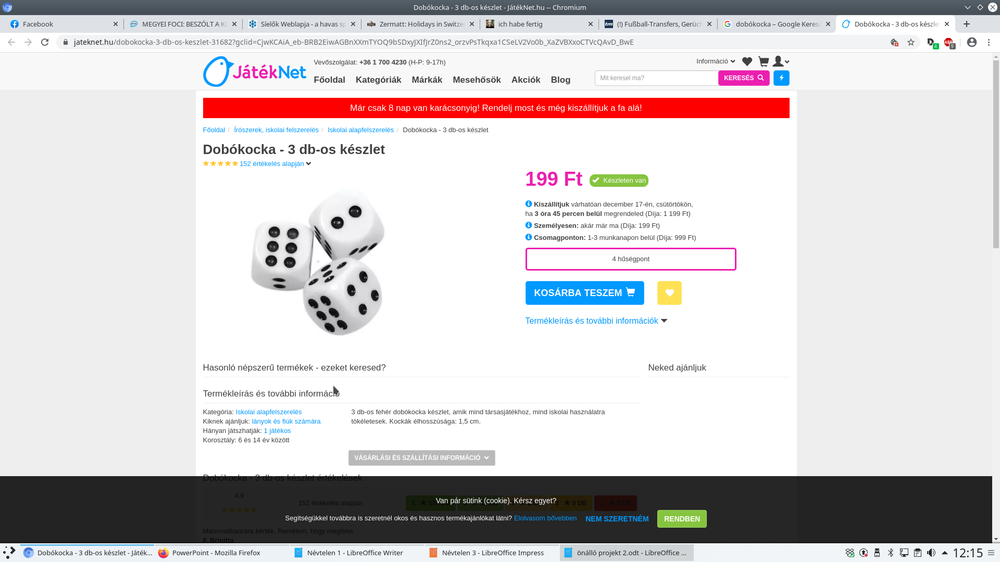 Dobókocka - 3 db-os készlet - JátékNet.hu -- Chromium
Facebook
MEGYEI FOCI: BESZÓLT A
Síelők Weblapja - a havas
Zermatt: Holidays in
ich habe fertig
(!) Fußball-Transfers,
dobókocka – Google
Dobókocka - 3 db-os
jateknet.hu/dobokocka-3-db-os-keszlet-31682?gclid=CjwKCAiA_eb-BRB2EiwAGBnXXmTYOQ9bSDxyJXIfJrZ0ns2_orzvPsTkqxa1CSeLV2Vo0b_XaZVBXxoCTVcQAvD_BwE
4
ABP
9
JátékNet
Vevőszolgálat: +36 1 700 4230 (H-P: 9-17h)
Információ
Főoldal Kategóriák Márkák Mesehősök Akciók Blog
Mit keresel ma?
KERESÉS
Már csak 8 nap van karácsonyig! Rendelj most és még kiszállítjuk a fa alá!
Főoldal / Írószerek, iskolai felszerelés / Iskolai alapfelszerelés / Dobókocka - 3 db-os készlet
Dobókocka - 3 db-os készlet
152 értékelés alapján
199 Ft
Készleten van
Kiszállítjuk várhatóan december 17-én, csütörtökön,
ha 3 óra 45 percen belül megrendeled (Díja: 1 199 Ft)
Személyesen: akár már ma (Díja: 199 Ft)
Csomagponton: 1-3 munkanapon belül (Díja: 999 Ft)
4 hűségpont
KOSÁRBA TESZEM
Termékleírás és további információk
Hasonló népszerű termékek - ezeket keresed?
Neked ajánljuk
Termékleírás és további információ
Kategória: Iskolai alapfelszerelés
Kiknek ajánljuk: lányok és fiúk számára
Hányan játszhatják: 1 játékos
Korosztály: 6 és 14 év között
3 db-os fehér dobókocka készlet, amik mind társasjátékhoz, mind iskolai használatra
tökéletesek. Kockák élhosszúsága: 1,5 cm.
VÁSÁRLÁSI ÉS SZÁLLÍTÁSI INFORMÁCIÓ
Dobókocka - 3 db-os készlet értékelések
4.9
152 értékelés alapján
5
2 0 DB
1 0 DB
Van pár sütink (cookie). Kérsz egyet?
Segítségükkel továbbra is szeretnél okos és hasznos termékajánlókat látni? Elolvasom bővebben
NEM SZERETNÉM
RENDBEN
Matematikaórára kérték. Remélem, hogy megfelel.
F. Brigitta
Dobókocka - 3 db-os készlet - Játék...
PowerPoint - Mozilla Firefox
Névtelen 1 - LibreOffice Writer
Névtelen 3 - LibreOffice Impress
önálló projekt 2.odt - LibreOffice ...
12:15